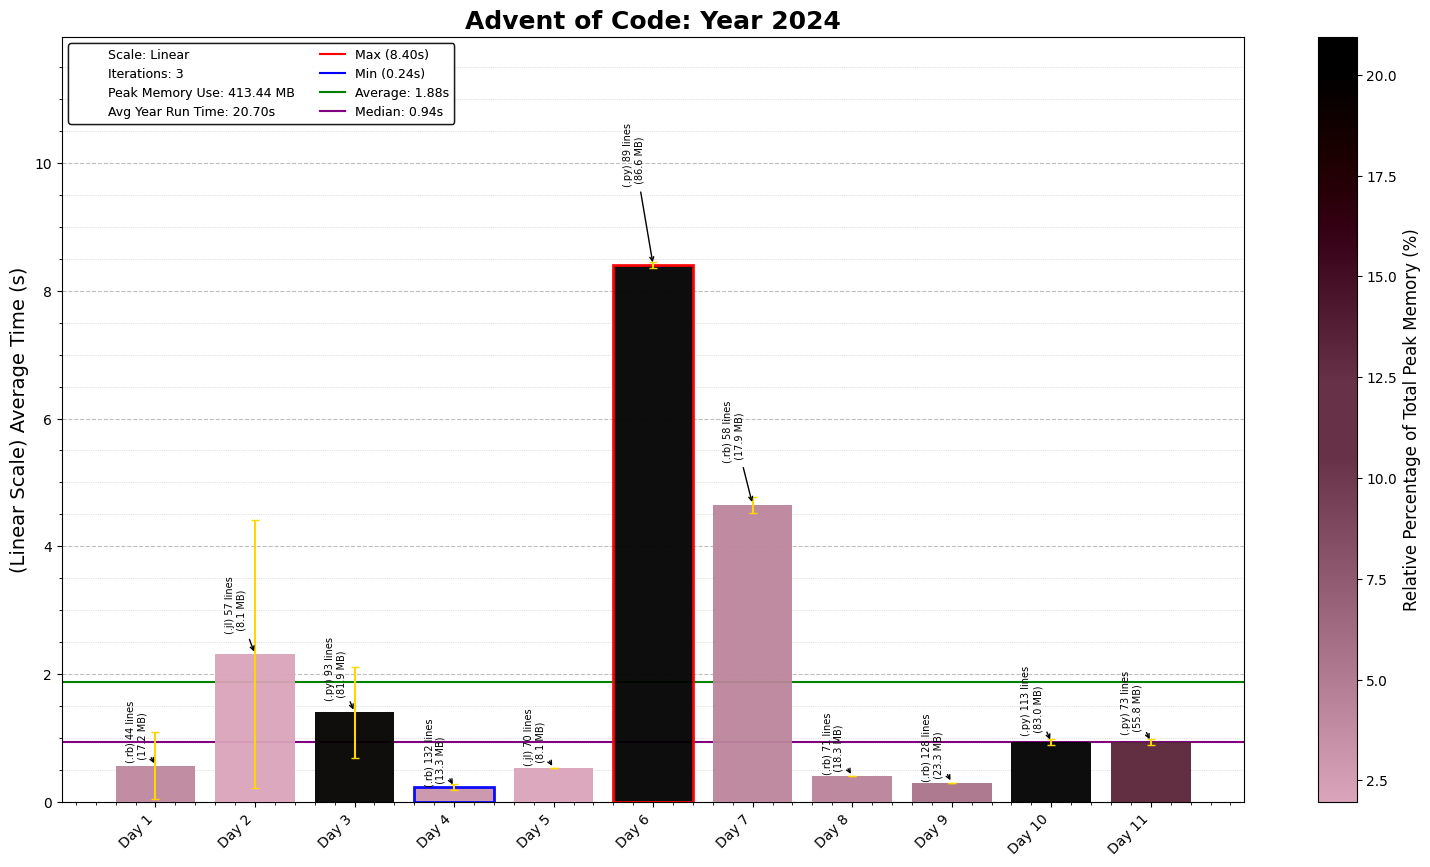 Advent of Code: Year 2024
Scale: Linear
Iterations: 3
Peak Memory Use: 413.44 MB
Avg Year Run Time: 20.70s
Max (8.40s)
Min (0.24s)
Average: 1.88s
Median: 0.94s
(Linear Scale) Average Time (s)
10
8
6
4
2
0
(.rb) 44 lines
(17.2 MB)
(.jl) 57 lines
(8.1 MB)
(.py) 93 lines
(81.9 MB)
(.rb) 132 lines
(13.3 MB)
(.jl) 70 lines
(8.1 MB)
(.py) 89 lines
(86.6 MB)
(.rb) 58 lines
(17.9 MB)
(.rb) 71 lines
(18.3 MB)
(.rb) 128 lines
(23.3 MB)
(.py) 113 lines
(83.0 MB)
(.py) 73 lines
(55.8 MB)
Day 1
Day 2
Day 3
Day 4
Day 5
Day 6
Day 7
Day 8
Day 9
Day 10
Day 11
20.0
17.5
15.0
12.5
10.0
7.5
5.0
2.5
Relative Percentage of Total Peak Memory (%)